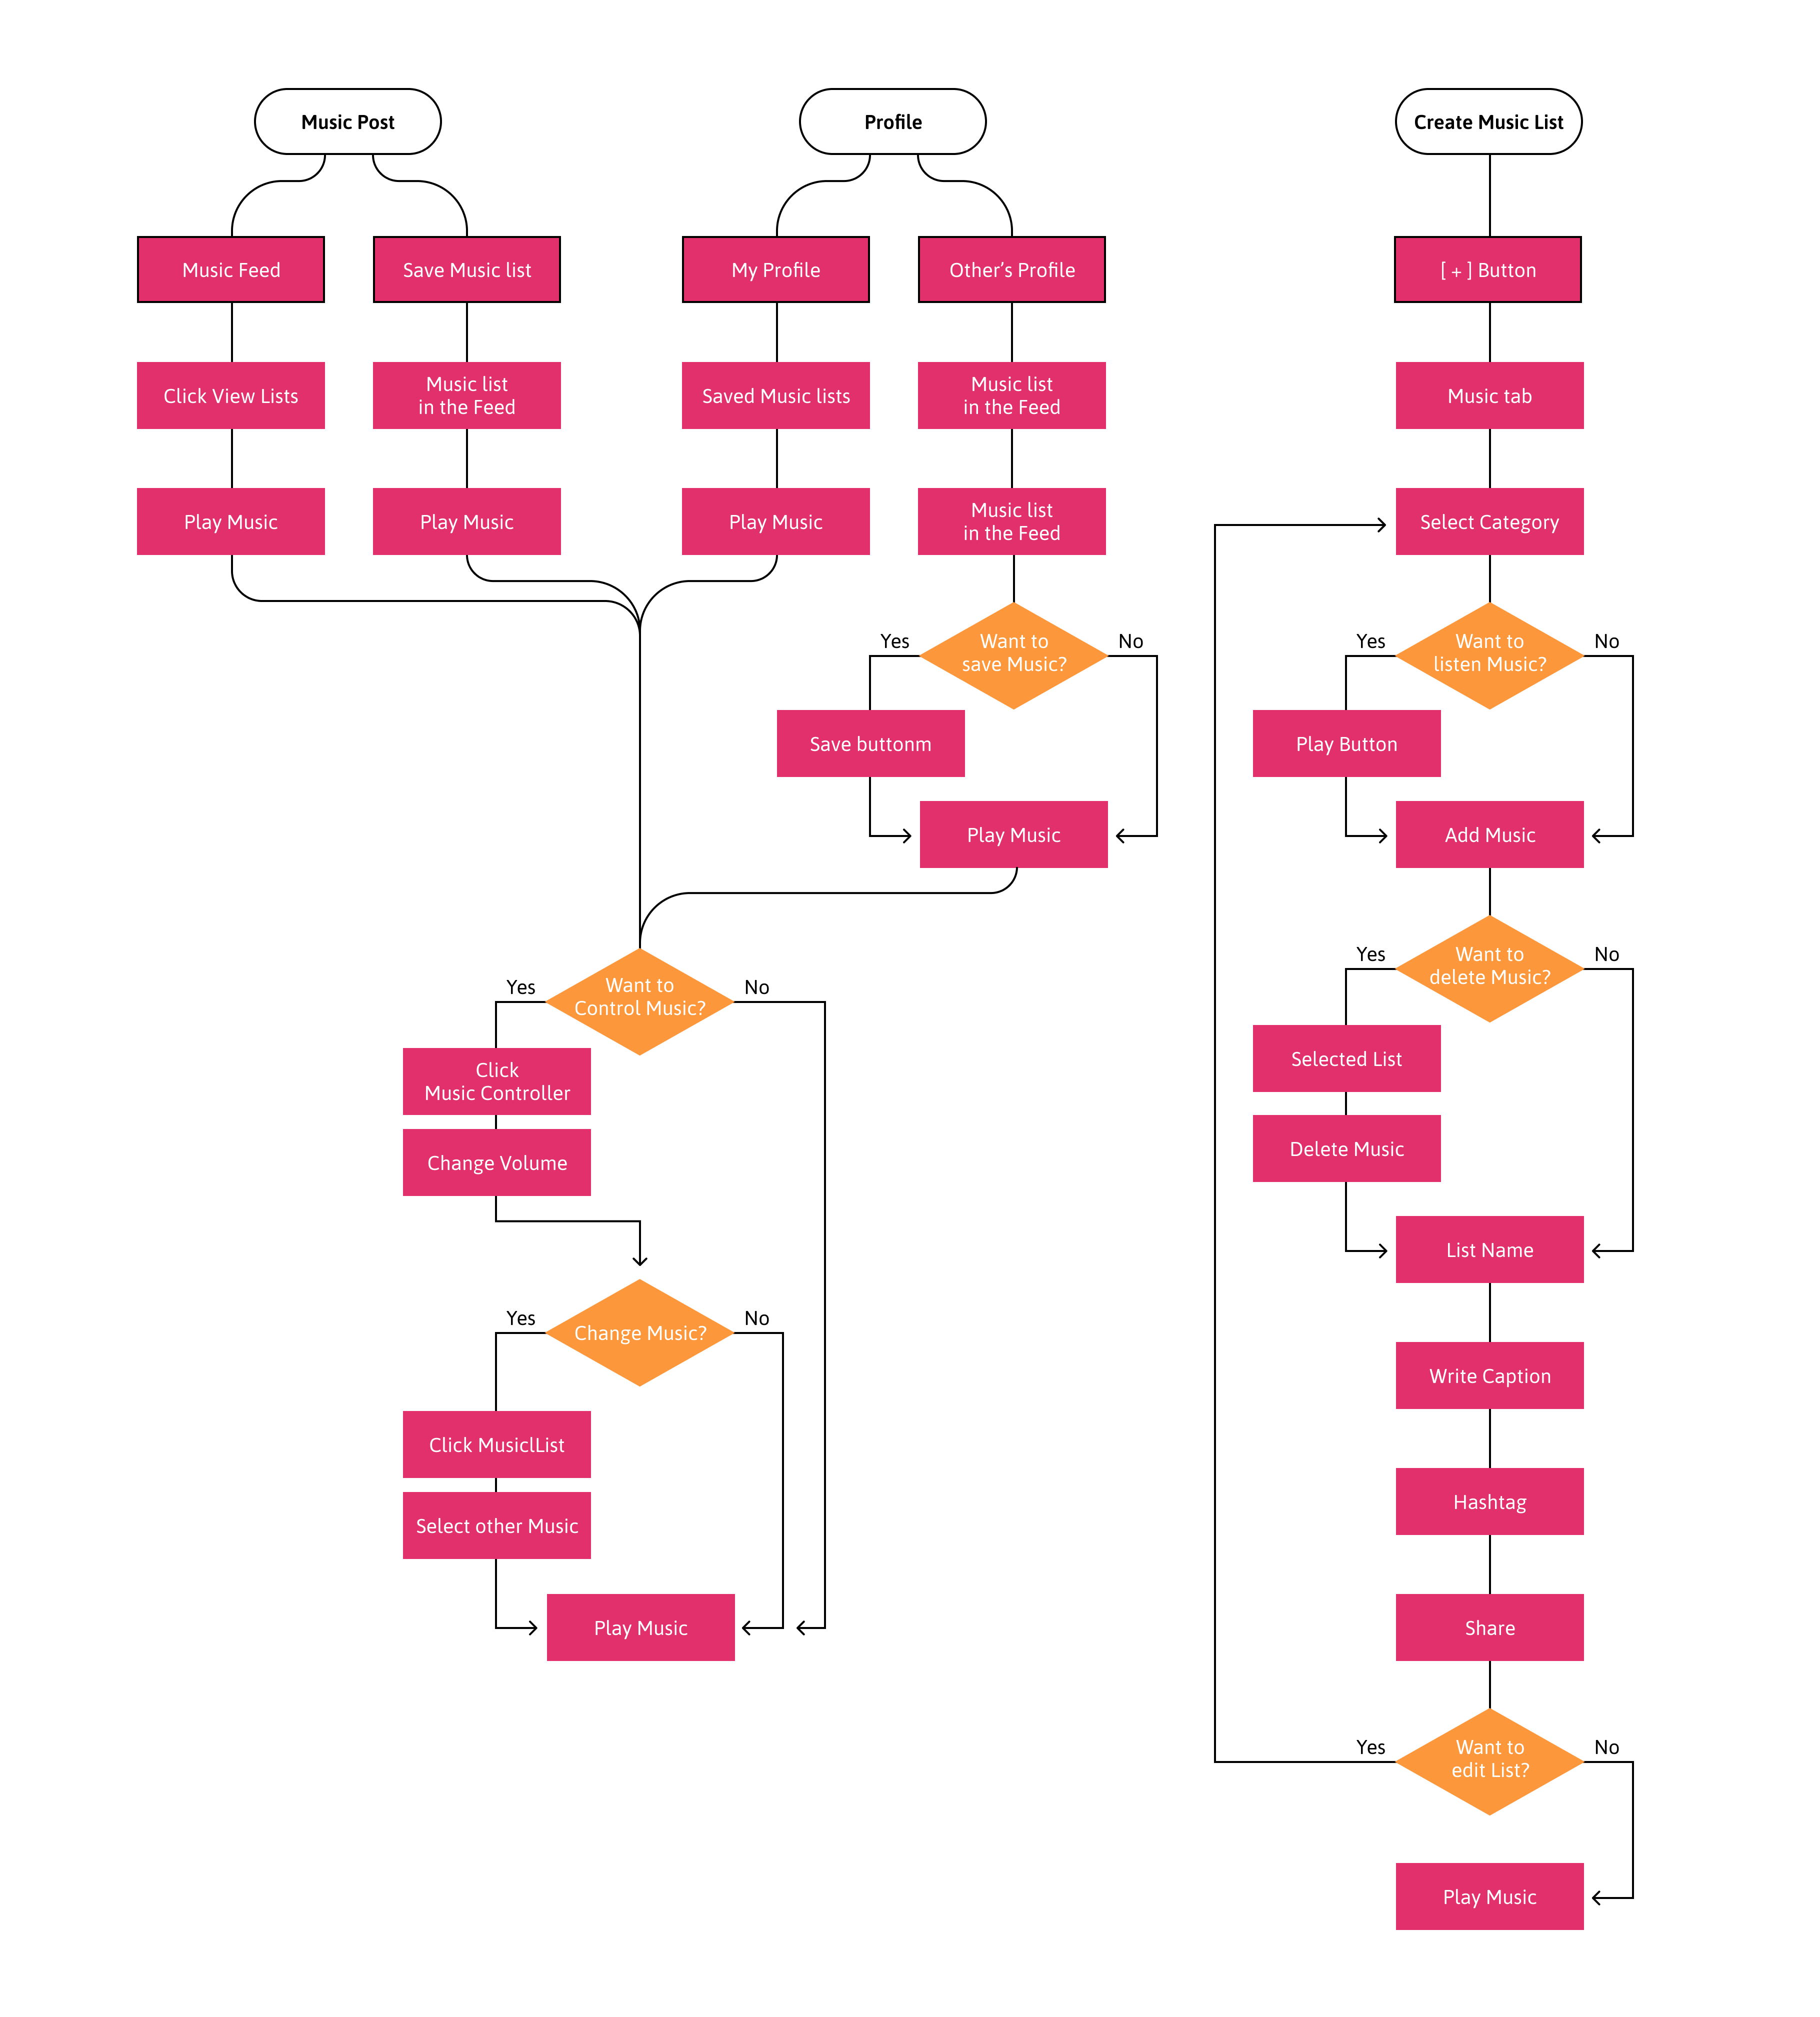 Music Post
Profile
Create Music List
Music Feed
Save Music list
My Profile
Other's Profile
[ + ] Button
Click View Lists
Music list
in the Feed
Saved Music lists
Music list
in the Feed
Music tab
Play Music
Play Music
Play Music
Music list
in the Feed
Select Category
Yes
Want to
save Music?
No
Yes
Want to
listen Music?
No
Save buttonm
Play Button
Play Music
Add Music
Yes
Want to
delete Music?
No
Yes
Want to
Control Music?
No
Click
Music Controller
Selected List
Change Volume
Delete Music
List Name
Yes
Change Music?
No
Write Caption
Click MusiclList
Hashtag
Select other Music
Play Music
Share
Yes
Want to
edit List?
No
Play Music